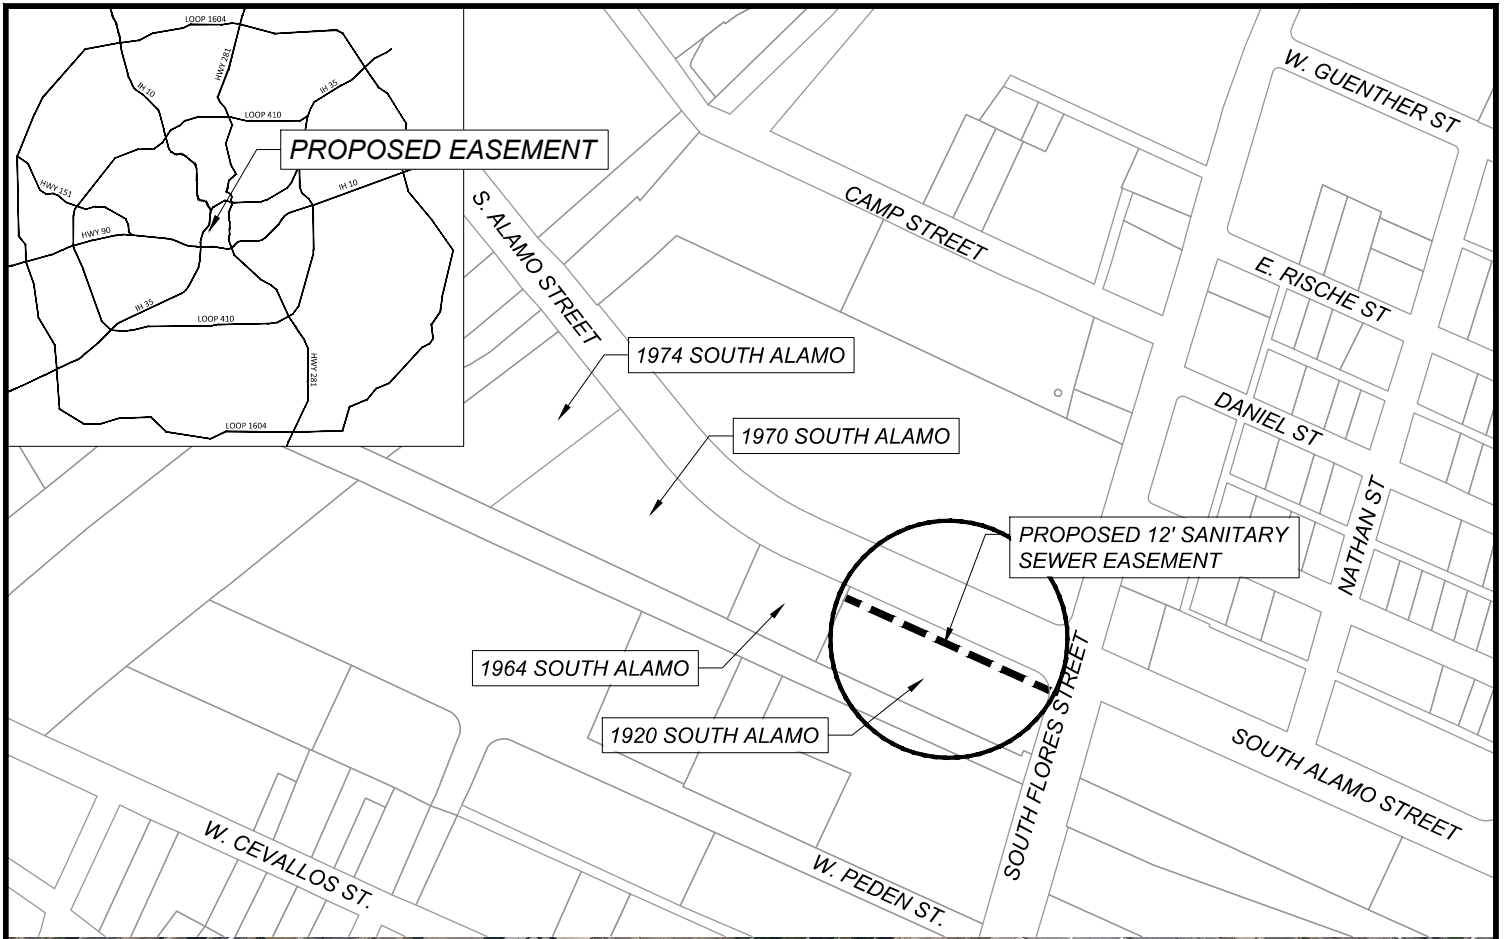 LOOP 1604
HWY 281
IH 10
IH 35
LOOP 410
PROPOSED EASEMENT
HWY 151
IH 10
HWY 90
IH 35
LOOP 410
HWY 281
LOOP 1604
W. GUENTHER ST
S. ALAMO STREET
CAMP STREET
E. RISCHE ST
1974 SOUTH ALAMO
DANIEL ST
1970 SOUTH ALAMO
NATHAN ST
PROPOSED 12' SANITARY
SEWER EASEMENT
1964 SOUTH ALAMO
1920 SOUTH ALAMO
SOUTH FLORES STREET
SOUTH ALAMO STREET
W. CEVALLOS ST.
W. PEDEN ST.